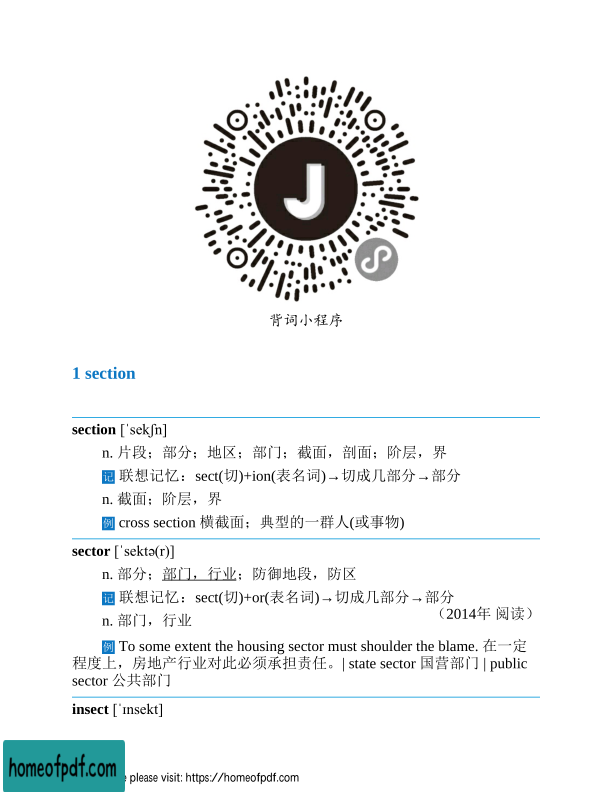 J
背词小程序
1 section
section [ˈsekʃn]
n. 片段；部分；地区；部门；截面，剖面；阶层，界
记 联想记忆：sect(切)+ion(表名词)→切成几部分→部分
n. 截面；阶层，界
例 cross section 横截面；典型的一群人(或事物)
sector [ˈsektə(r)]
n. 部分；部门，行业；防御地段，防区
记 联想记忆：sect(切)+or(表名词)→切成几部分→部分
（2014年 阅读）
n. 部门，行业
例 To some extent the housing sector must shoulder the blame. 在一定
程度上，房地产行业对此必须承担责任。| state sector 国营部门 | public
sector 公共部门
insect [ˈɪnsekt]
homeofpdf.com
please visit: https://homeofpdf.com